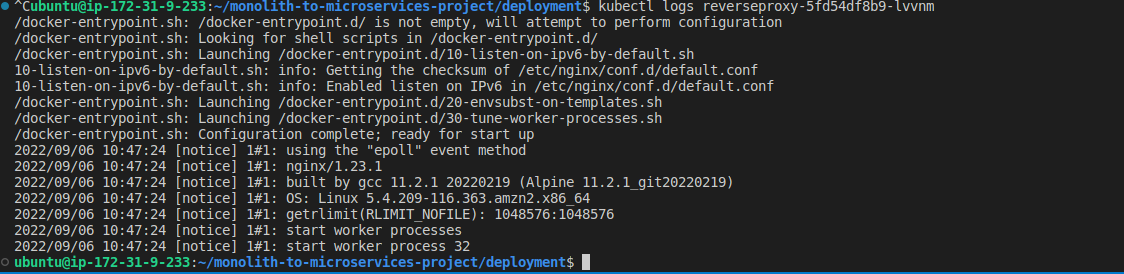 ^Cubuntu@ip-172-31-9-233:~/monolith-to-microservices-project/deployment$ kubectl logs reverseproxy-5fd54df8b9-lvvnm
/docker-entrypoint.sh: /docker-entrypoint.d/ is not empty, will attempt to perform configuration
/docker-entrypoint.sh: Looking for shell scripts in /docker-entrypoint.d/
/docker-entrypoint.sh: Launching /docker-entrypoint.d/10-listen-on-ipv6-by-default.sh
10-listen-on-ipv6-by-default.sh: info: Getting the checksum of /etc/nginx/conf.d/default.conf
10-listen-on-ipv6-by-default.sh: info: Enabled listen on IPv6 in /etc/nginx/conf.d/default.conf
/docker-entrypoint.sh: Launching /docker-entrypoint.d/20-envsubst-on-templates.sh
/docker-entrypoint.sh: Launching /docker-entrypoint.d/30-tune-worker-processes.sh
/docker-entrypoint.sh: Configuration complete; ready for start up
2022/09/06 10:47:24 [notice] 1#1: using the "epoll" event method
2022/09/06 10:47:24 [notice] 1#1: nginx/1.23.1
2022/09/06 10:47:24 [notice] 1#1: built by gcc 11.2.1 20220219 (Alpine 11.2.1_git20220219)
2022/09/06 10:47:24 [notice] 1#1: OS: Linux 5.4.209-116.363.amzn2.x86_64
2022/09/06 10:47:24 [notice] 1#1: getrlimit(RLIMIT_NOFILE): 1048576:1048576
2022/09/06 10:47:24 [notice] 1#1: start worker processes
2022/09/06 10:47:24 [notice] 1#1: start worker process 32
ubuntu@ip-172-31-9-233:~/monolith-to-microservices-project/deployment$